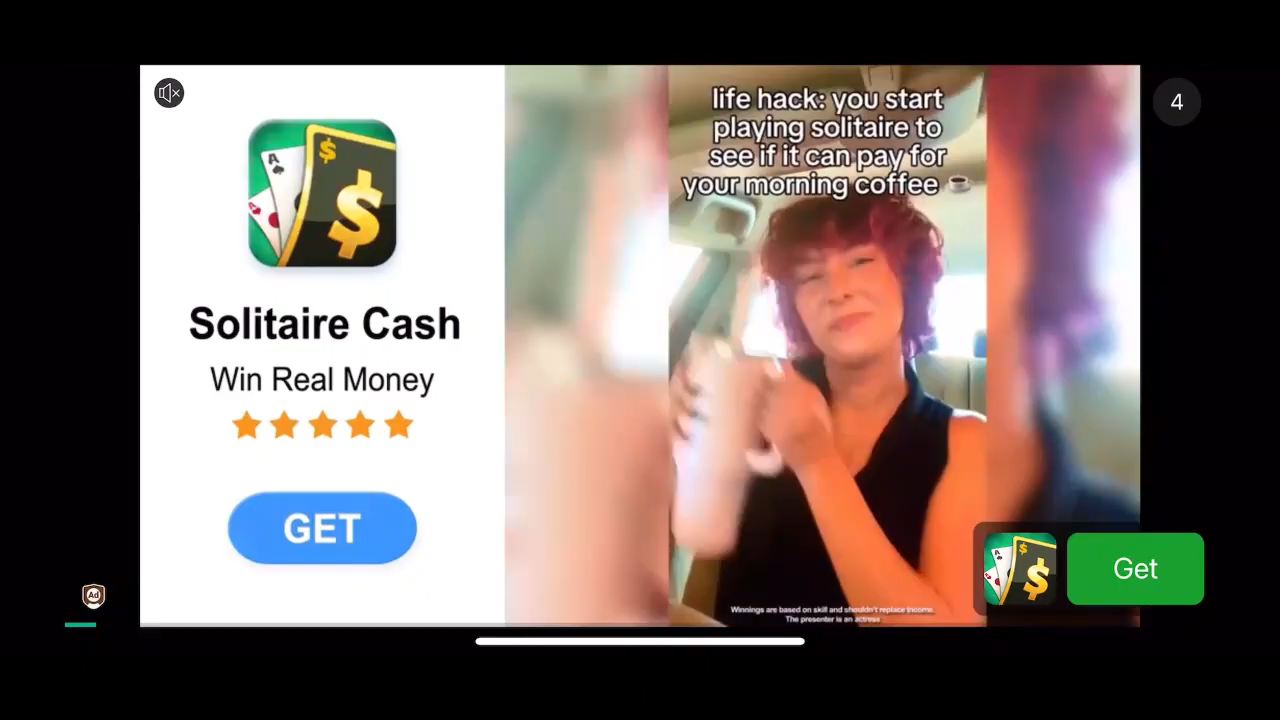 life hack: you start
playing solitaire to
see if it can pay for
your morning coffee ☕
4
$
A
$
Solitaire Cash
Win Real Money
GET
Ad
$
A
$
Get
Winnings are based on skill and shouldn't replace income.
The presenter is an actress